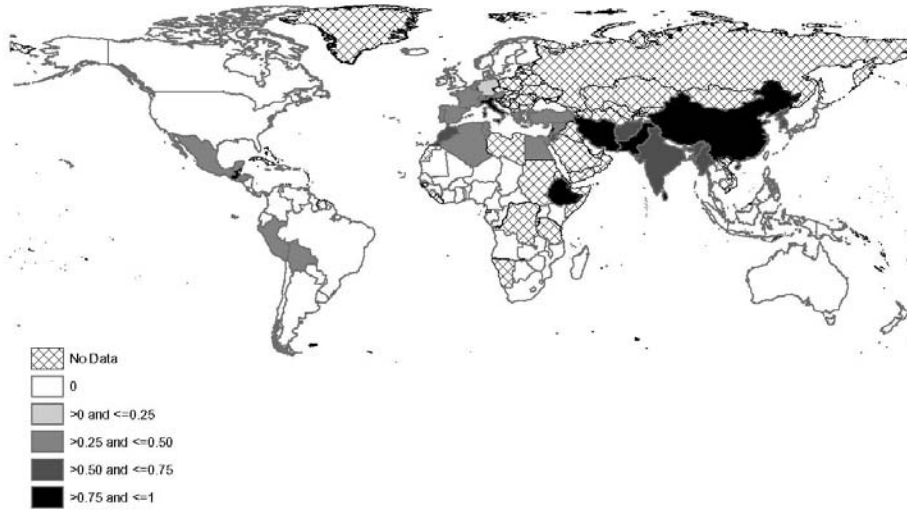 No Data
0
>0 and <=0.25
>0.25 and <=0.50
>0.50 and <=0.75
>0.75 and <=1